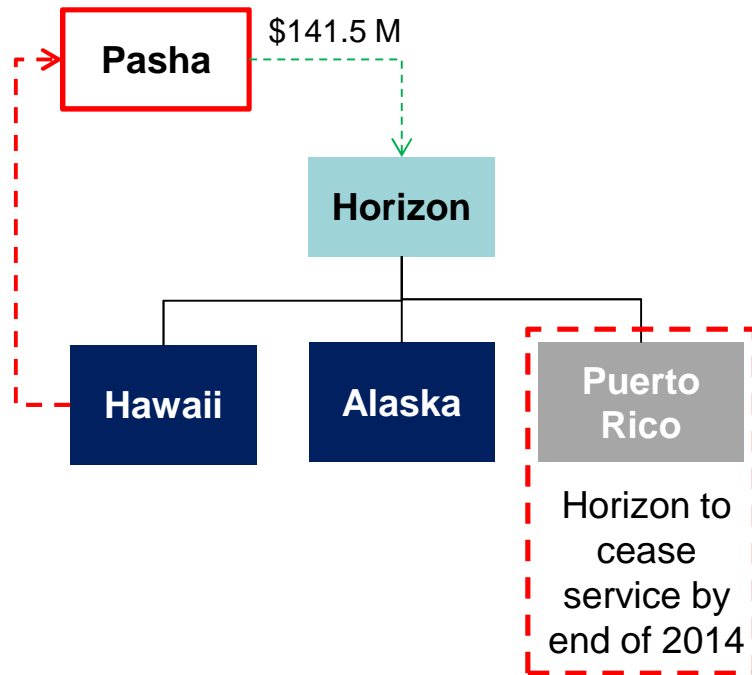 $141.5 M
Pasha
Horizon
Hawaii
Alaska
Puerto
Rico
Horizon to
cease
service by
end of 2014